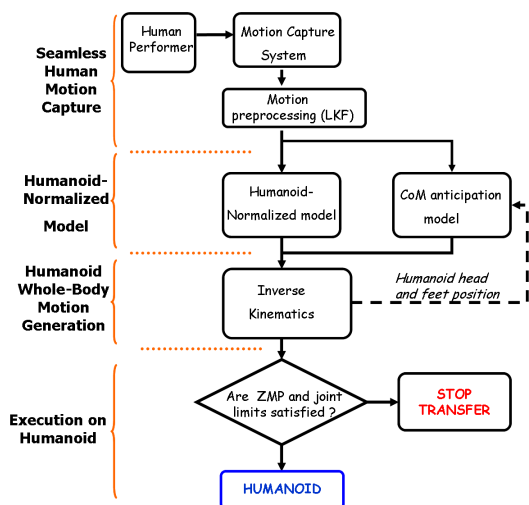 Seamless
Human
Motion
Capture
Human
Performer
Motion Capture
System
Motion
preprocessing (LKF)
Humanoid-
Normalized
Model
Humanoid-
Normalized model
CoM anticipation
model
Humanoid
Whole-Body
Motion
Generation
Inverse
Kinematics
Humanoid head
and feet position
Execution on
Humanoid
Are ZMP and joint
limits satisfied ?
STOP
TRANSFER
HUMANOID